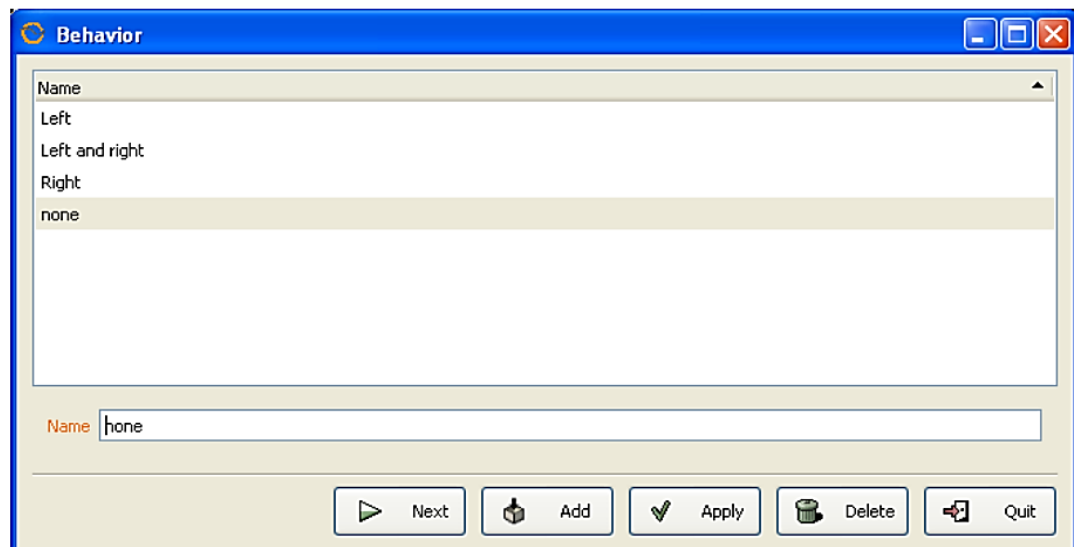 Behavior
Name
Left
Left and right
Right
none
Name none
Next Add Apply Delete Quit